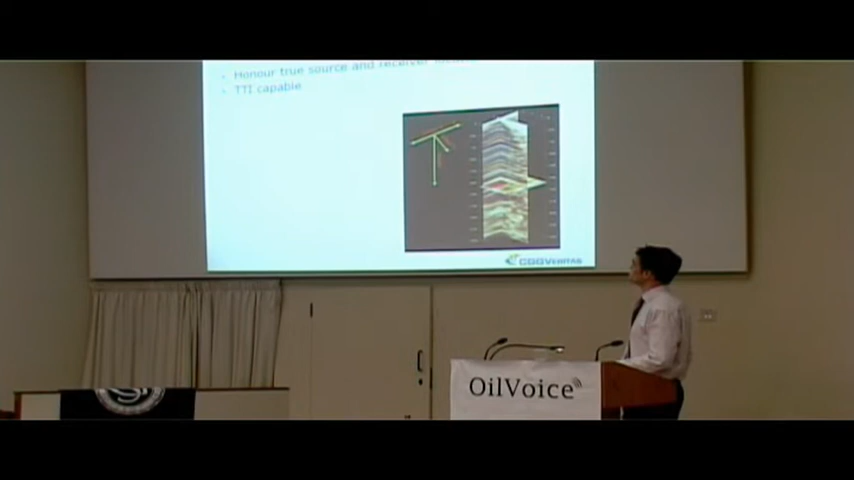 Honour true source and receiver
TTI capable
CGGVERITAS
OilVoice